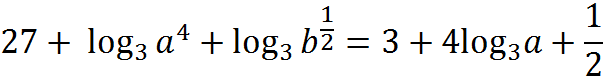 27 + log₃ a⁴ + log₃ b^(1/2) = 3 + 4log₃a + 1/2